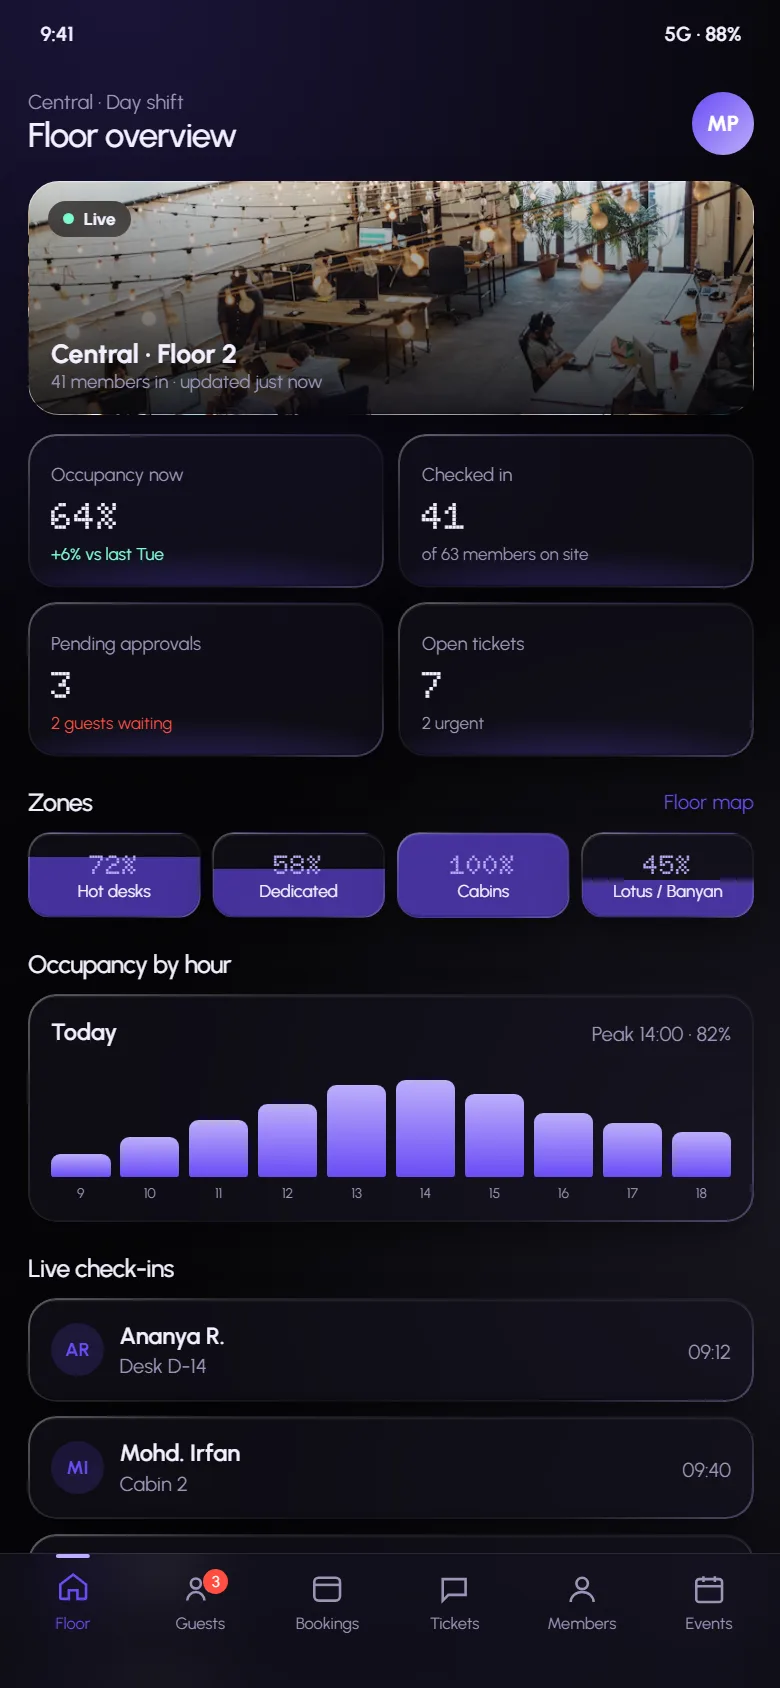 9:41
5G · 88%
Central · Day shift
Floor overview
MP
Live
Central · Floor 2
41 members in · updated just now
Occupancy now
64%
+6% vs last Tue
Checked in
41
of 63 members on site
Pending approvals
3
2 guests waiting
Open tickets
7
2 urgent
Zones
Floor map
72%
Hot desks
58%
Dedicated
100%
Cabins
45%
Lotus / Banyan
Occupancy by hour
Today
Peak 14:00 · 82%
9 10 11 12 13 14 15 16 17 18
Live check-ins
AR
Ananya R.
Desk D-14
09:12
MI
Mohd. Irfan
Cabin 2
09:40
3
Floor
Guests
Bookings
Tickets
Members
Events